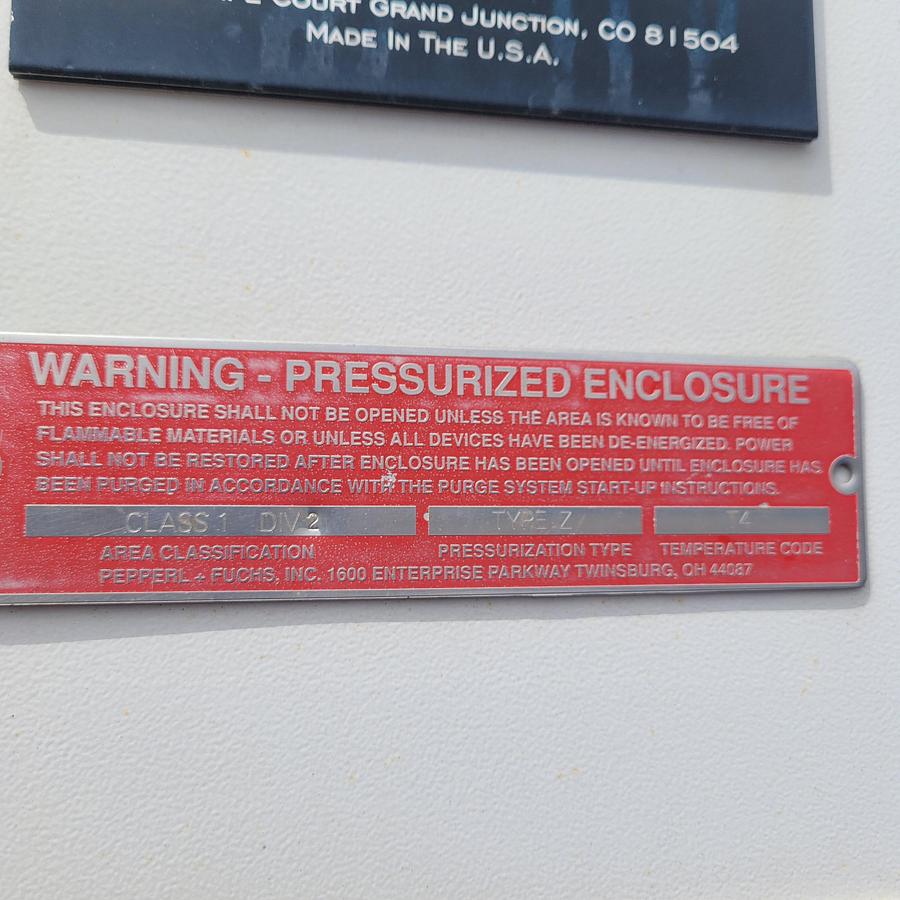 COURT GRAND JUNCTION, CO 81504
MADE IN THE U.S.A.
WARNING - PRESSURIZED ENCLOSURE
THIS ENCLOSURE SHALL NOT BE OPENED UNLESS THE AREA IS KNOWN TO BE FREE OF
FLAMMABLE MATERIALS OR UNLESS ALL DEVICES HAVE BEEN DE-ENERGIZED. POWER
SHALL NOT BE RESTORED AFTER ENCLOSURE HAS BEEN OPENED UNTIL ENCLOSURE HAS
BEEN PURGED IN ACCORDANCE WITH THE PURGE SYSTEM START-UP INSTRUCTIONS.
CLASS 1 DIV 2 TYPE Z T4
AREA CLASSIFICATION PRESSURIZATION TYPE TEMPERATURE CODE
PEPPERL + FUCHS, INC. 1600 ENTERPRISE PARKWAY TWINSBURG, OH 44087